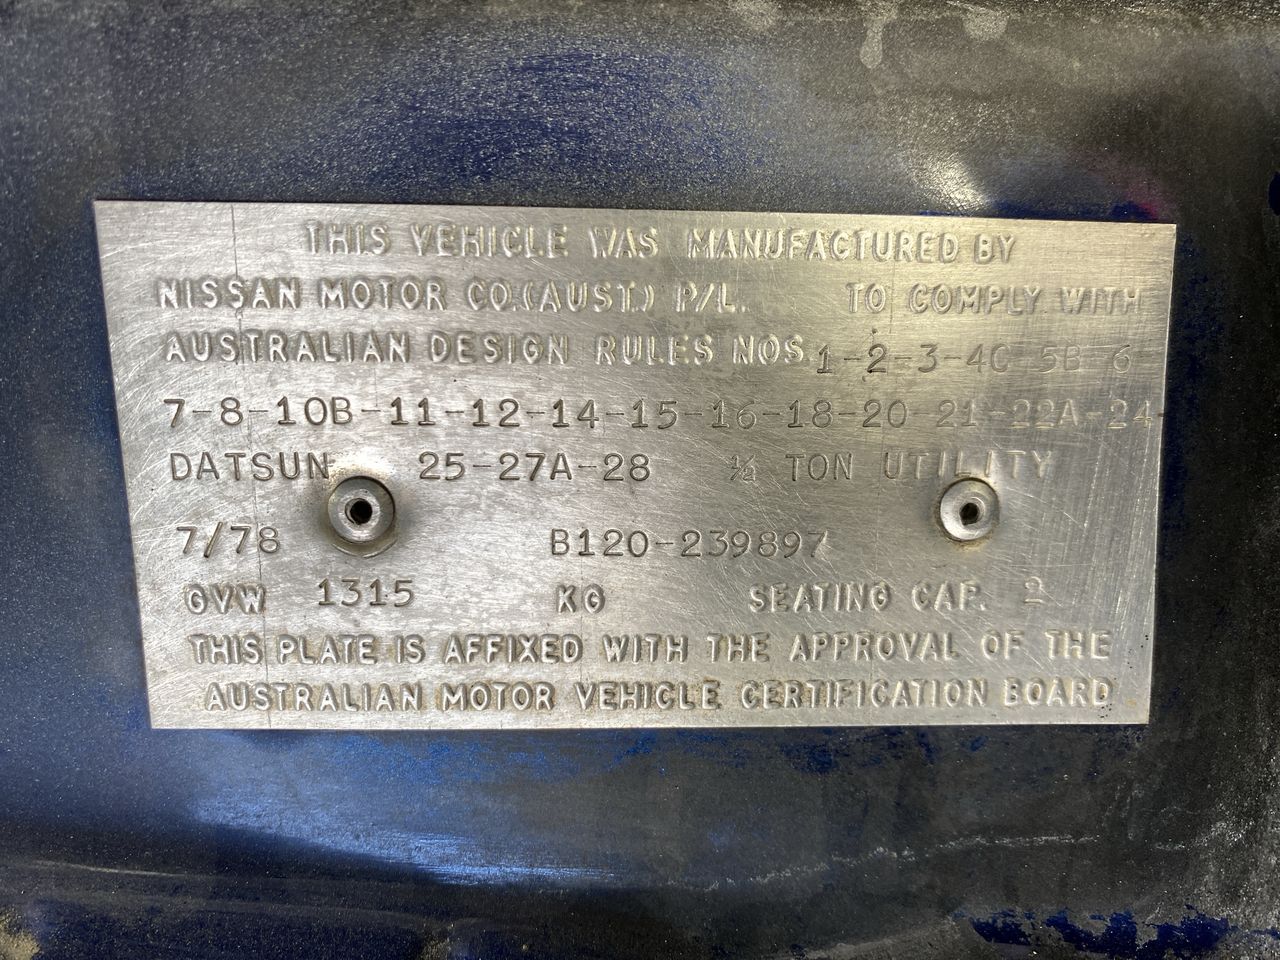 THIS VEHICLE WAS MANUFACTURED BY
NISSAN MOTOR CO.(AUST.) P/L. TO COMPLY WITH
AUSTRALIAN DESIGN RULES NOS 1-2-3-4C-5B-6
7-8-10B-11-12-14-15-16-18-20-21-22A-24-
DATSUN 25-27A-28 ½ TON UTILITY
7/78 B120-239897
GVW 1315 KG SEATING CAP. 2
THIS PLATE IS AFFIXED WITH THE APPROVAL OF THE
AUSTRALIAN MOTOR VEHICLE CERTIFICATION BOARD